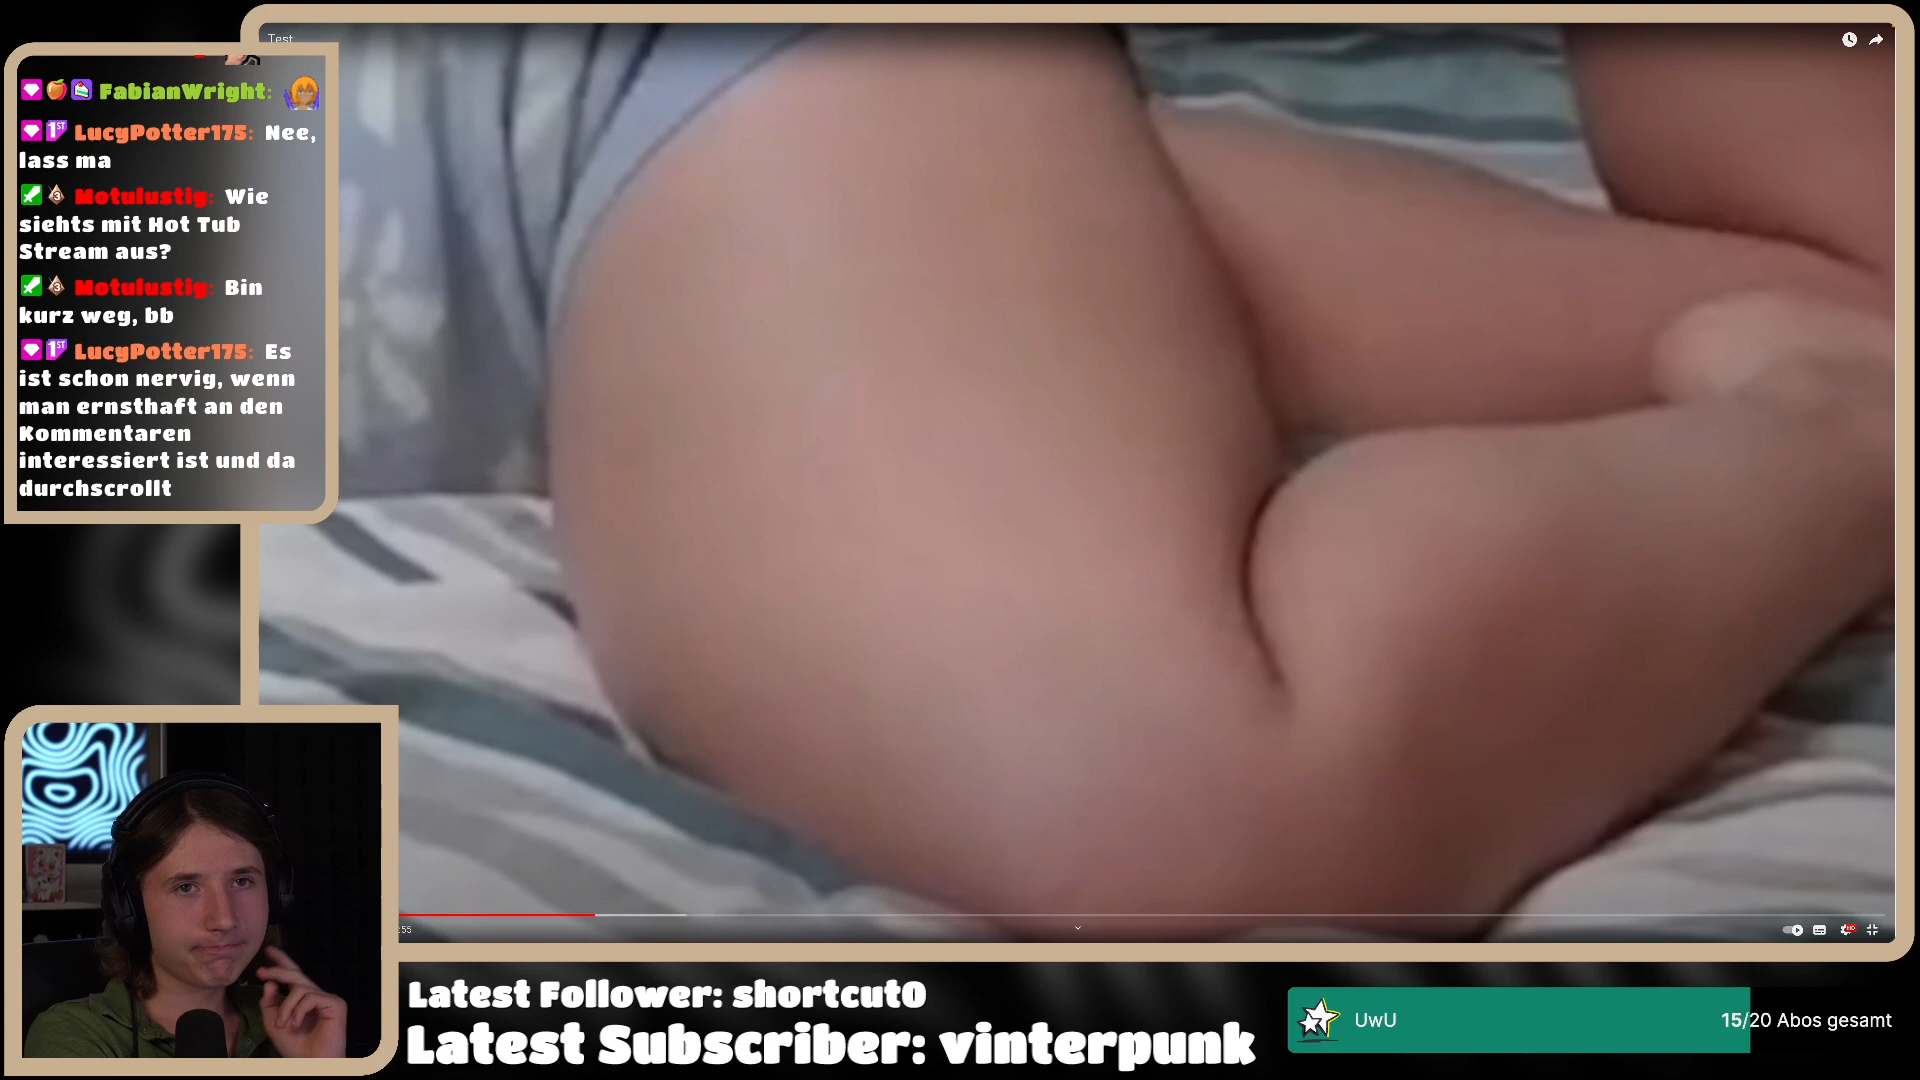 Test
FabianWright:
LucyPotter175: Nee,
lass ma
Motulustig: Wie
siehts mit Hot Tub
Stream aus?
Motulustig: Bin
kurz weg, bb
LucyPotter175: Es
ist schon nervig, wenn
man ernsthaft an den
Kommentaren
interessiert ist und da
durchscrollt
:55
HD
Latest Follower: shortcut0
Latest Subscriber: vinterpunk
UwU
15/20 Abos gesamt